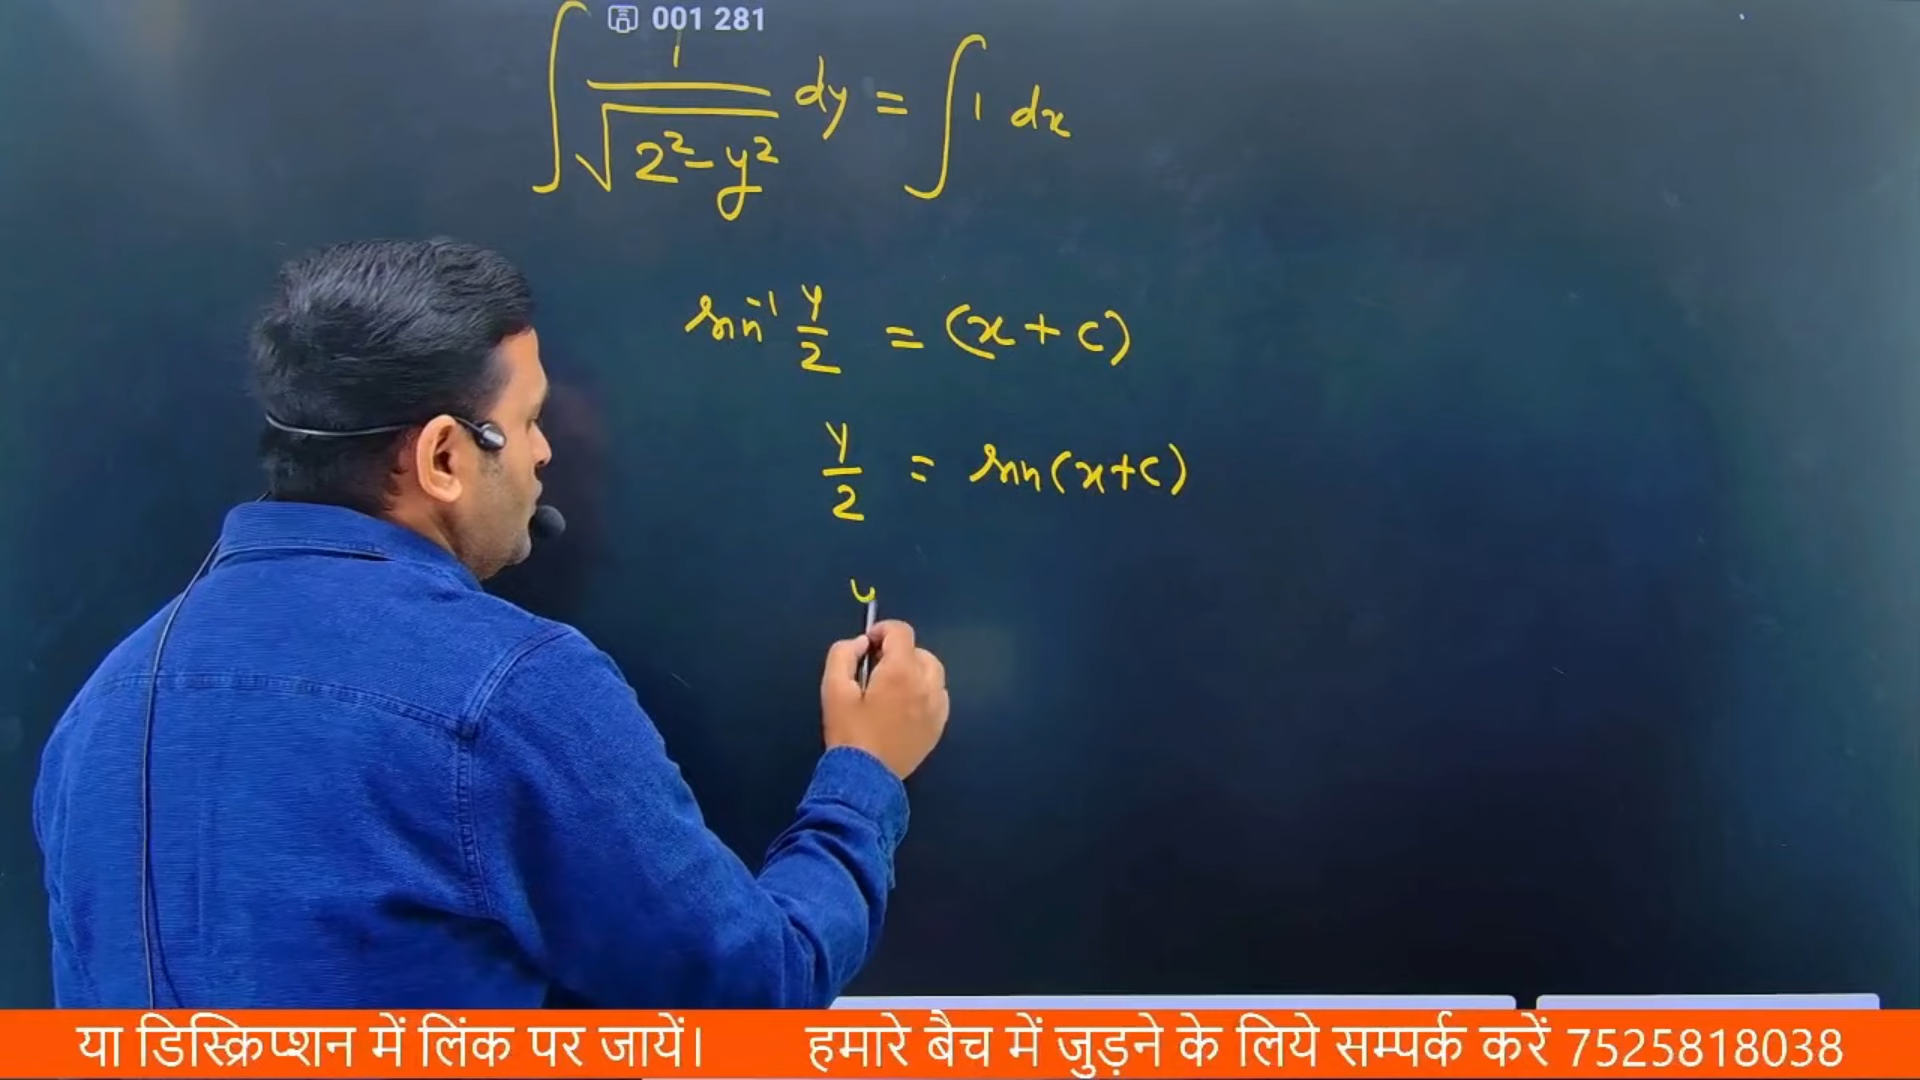 001 281
∫ 1/√(2²-y²) dy = ∫ 1 dx
sin⁻¹ y/2 = (x+c)
y/2 = sin(x+c)
y
या डिस्क्रिप्शन में लिंक पर जायें। हमारे बैच में जुड़ने के लिये सम्पर्क करें 7525818038